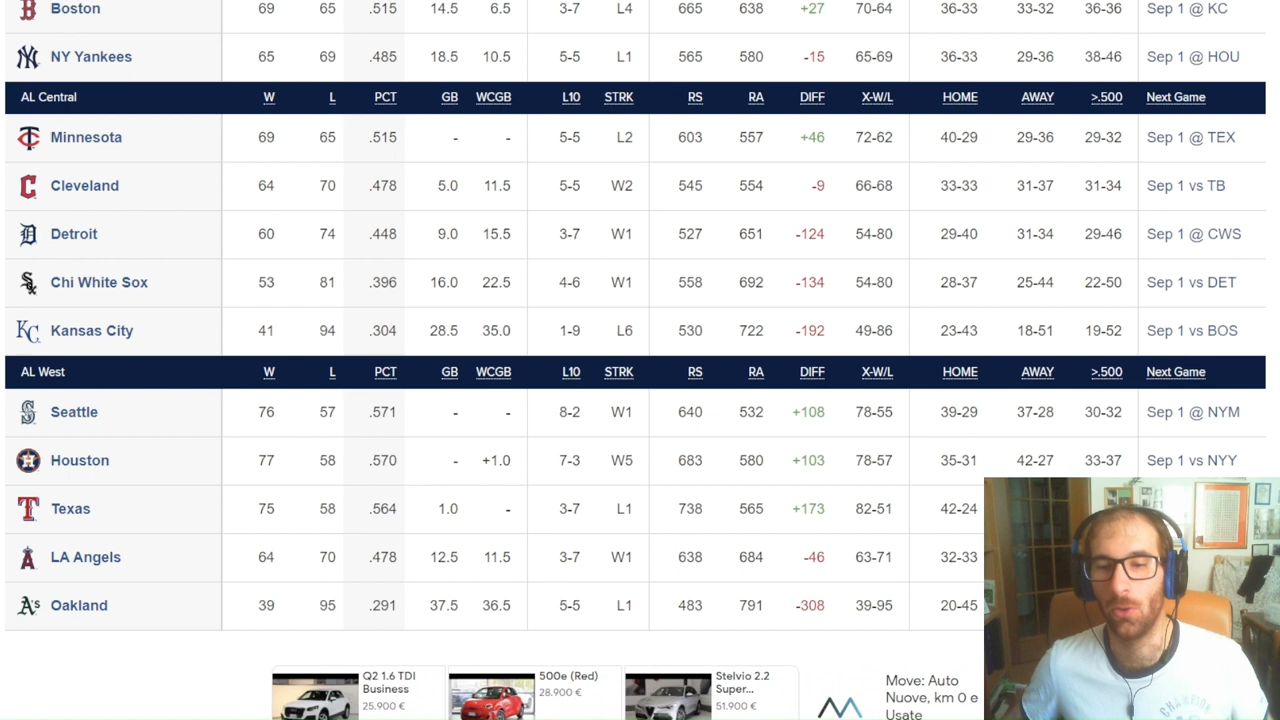 Boston 69 65 .515 14.5 6.5 3-7 L4 665 638 +27 70-64 36-33 33-32 36-36 Sep 1 @ KC
NY Yankees 65 69 .485 18.5 10.5 5-5 L1 565 580 -15 65-69 36-33 29-36 38-46 Sep 1 @ HOU
AL Central W L PCT GB WCGB L10 STRK RS RA DIFF X-W/L HOME AWAY >.500 Next Game
Minnesota 69 65 .515 - - 5-5 L2 603 557 +46 72-62 40-29 29-36 29-32 Sep 1 @ TEX
Cleveland 64 70 .478 5.0 11.5 5-5 W2 545 554 -9 66-68 33-33 31-37 31-34 Sep 1 vs TB
Detroit 60 74 .448 9.0 15.5 3-7 W1 527 651 -124 54-80 29-40 31-34 29-46 Sep 1 @ CWS
Chi White Sox 53 81 .396 16.0 22.5 4-6 W1 558 692 -134 54-80 28-37 25-44 22-50 Sep 1 vs DET
Kansas City 41 94 .304 28.5 35.0 1-9 L6 530 722 -192 49-86 23-43 18-51 19-52 Sep 1 vs BOS
AL West W L PCT GB WCGB L10 STRK RS RA DIFF X-W/L HOME AWAY >.500 Next Game
Seattle 76 57 .571 - - 8-2 W1 640 532 +108 78-55 39-29 37-28 30-32 Sep 1 @ NYM
Houston 77 58 .570 - +1.0 7-3 W5 683 580 +103 78-57 35-31 42-27 33-37 Sep 1 vs NYY
Texas 75 58 .564 1.0 - 3-7 L1 738 565 +173 82-51 42-24
LA Angels 64 70 .478 12.5 11.5 3-7 W1 638 684 -46 63-71 32-33
Oakland 39 95 .291 37.5 36.5 5-5 L1 483 791 -308 39-95 20-45
Q2 1.6 TDI
Business
25.900 €
500e (Red)
28.900 €
Stelvio 2.2
Super...
51.900 €
Move: Auto
Nuove, km 0 e
Usate